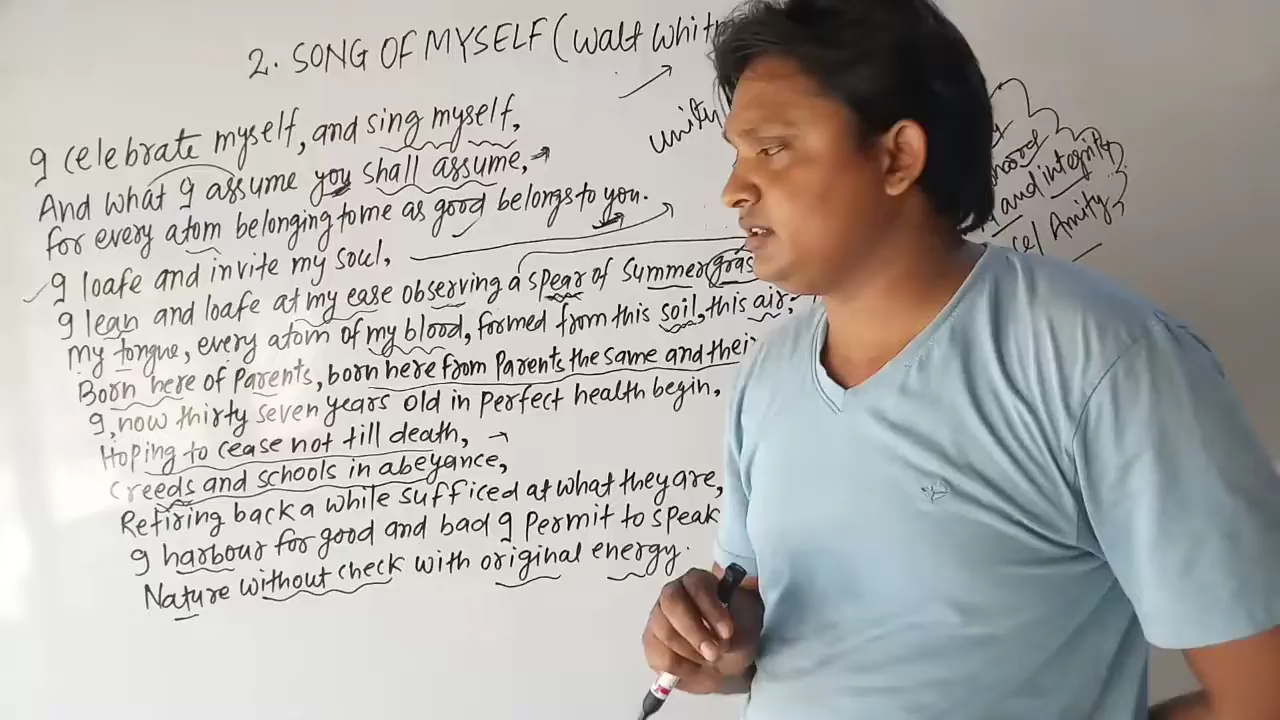 2. SONG OF MYSELF (Walt Whit
unity
I celebrate myself, and sing myself,
And what I assume you shall assume,
for every atom belonging to me as good belongs to you.
I loafe and invite my soul,
I lean and loafe at my ease observing a spear of summer gras
My tongue, every atom of my blood, formed from this soil, this air,
Born here of Parents, born here from Parents the same and their
I, now thirty seven years old in perfect health begin,
Hoping to cease not till death,
Creeds and schools in abeyance,
Retiring back a while sufficed at what they are,
I harbour for good and bad I permit to speak
Nature without check with original energy.
and integrity
Amity